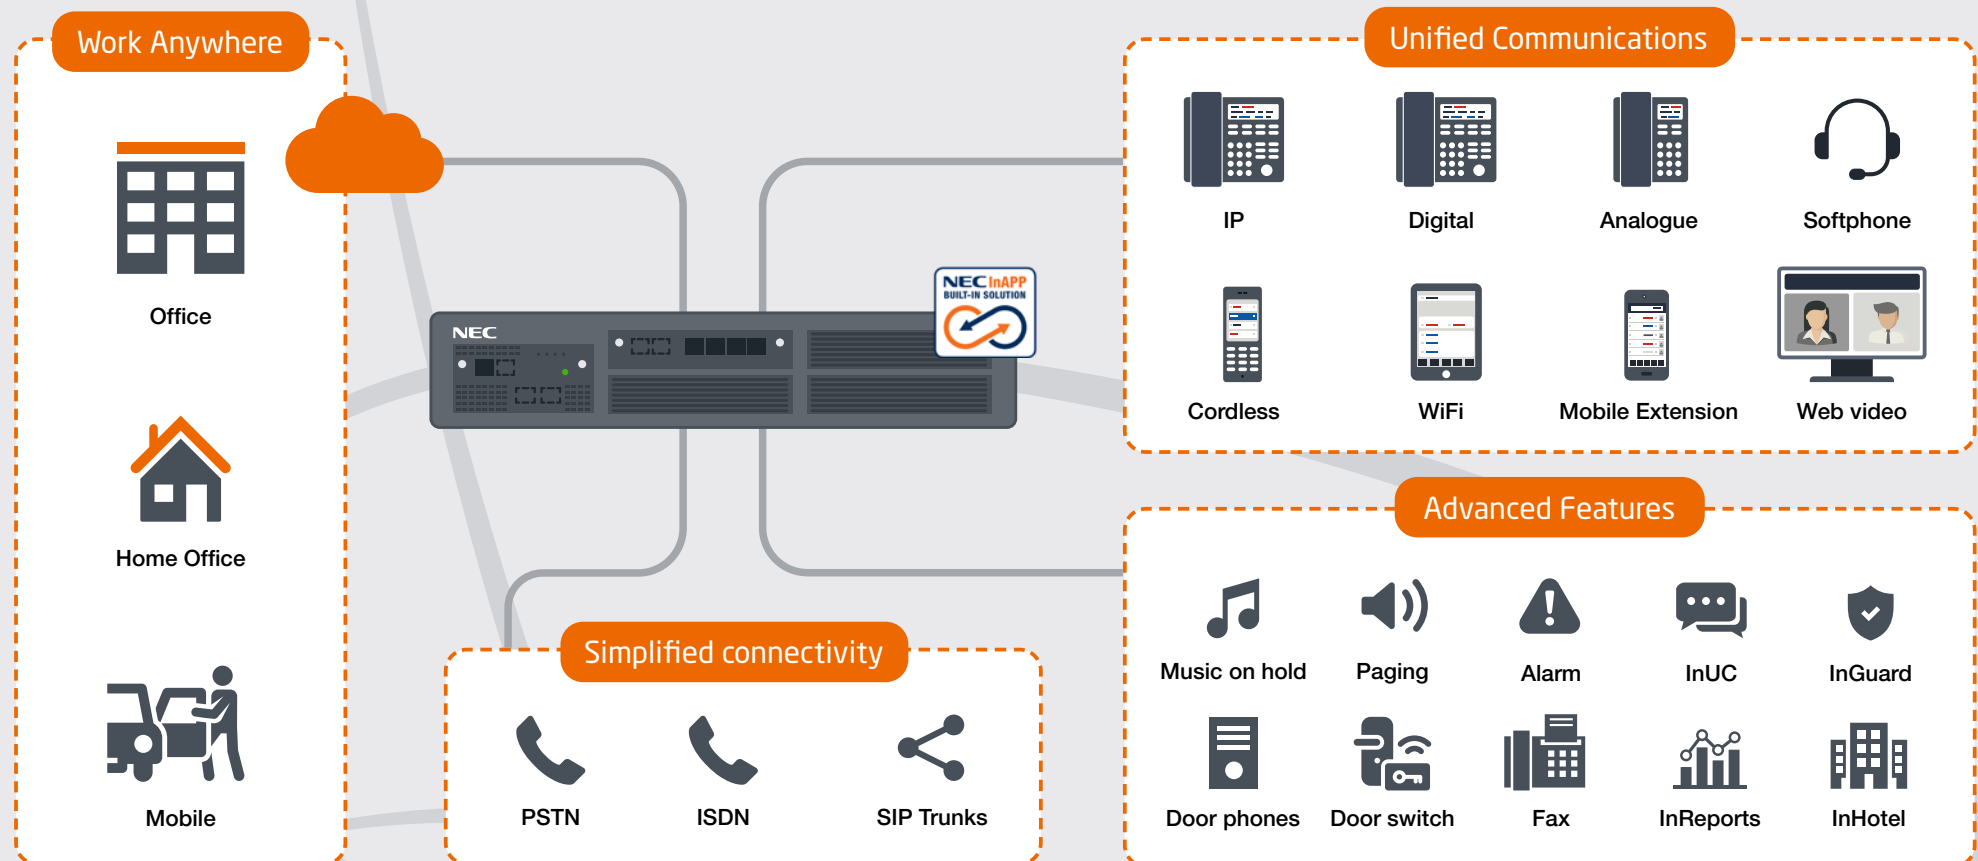 Work Anywhere
Office
Home Office
Mobile
NEC
NEC InAPP
BUILT-IN SOLUTION
Simplified connectivity
PSTN
ISDN
SIP Trunks
Unified Communications
IP
Digital
Analogue
Softphone
Cordless
WiFi
Mobile Extension
Web video
Advanced Features
Music on hold
Paging
Alarm
InUC
InGuard
Door phones
Door switch
Fax
InReports
InHotel